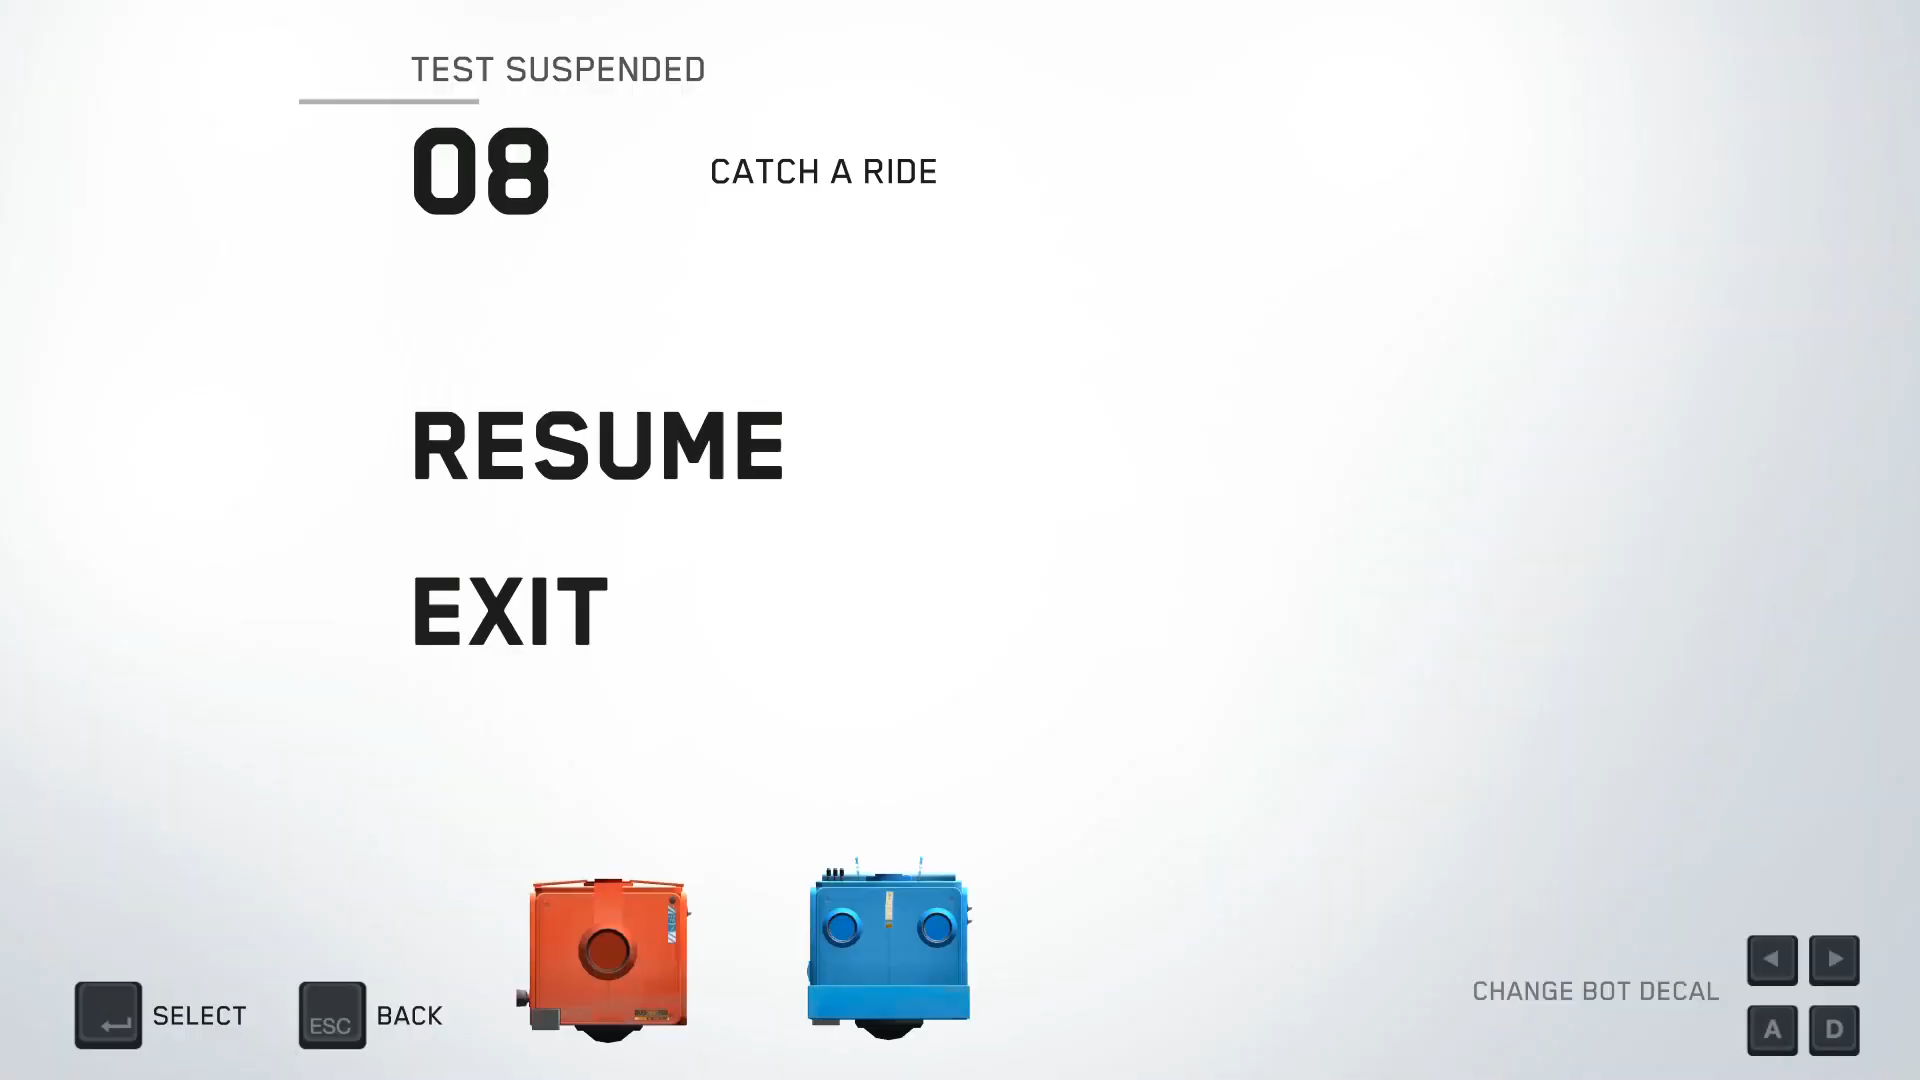 TEST SUSPENDED
08 CATCH A RIDE
RESUME
EXIT
SELECT
ESC BACK
CHANGE BOT DECAL
A D